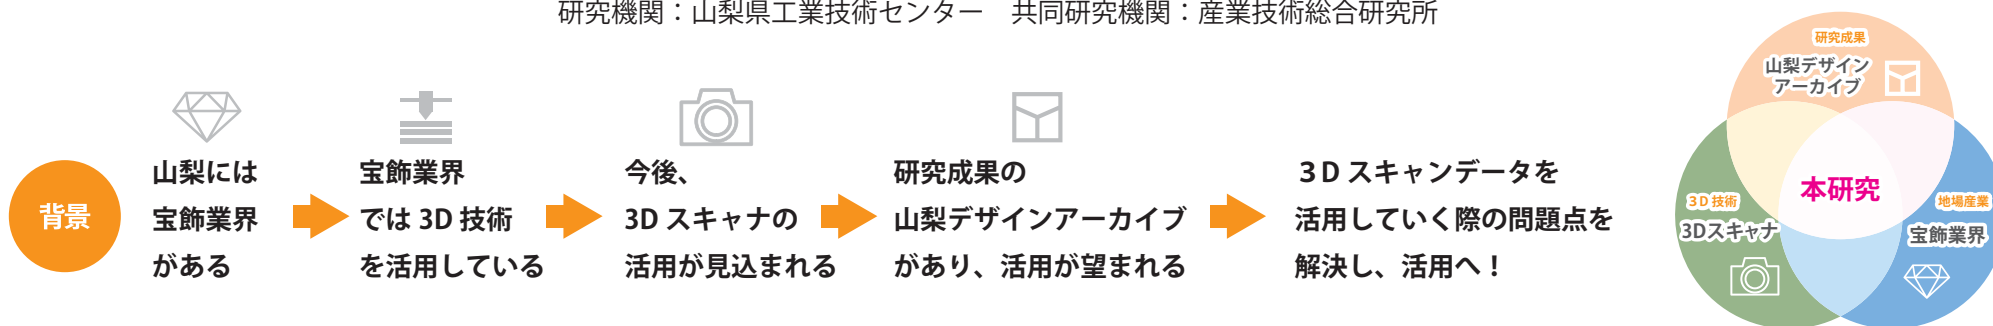 研究機関：山梨県工業技術センター　共同研究機関：産業技術総合研究所
背景
山梨には
宝飾業界
がある
宝飾業界
では 3D 技術
を活用している
今後、
3D スキャナの
活用が見込まれる
研究成果の
山梨デザインアーカイブ
があり、活用が望まれる
３D スキャンデータを
活用していく際の問題点を
解決し、活用へ！
研究成果
山梨デザイン
アーカイブ
本研究
３D 技術
3Dスキャナ
地場産業
宝飾業界